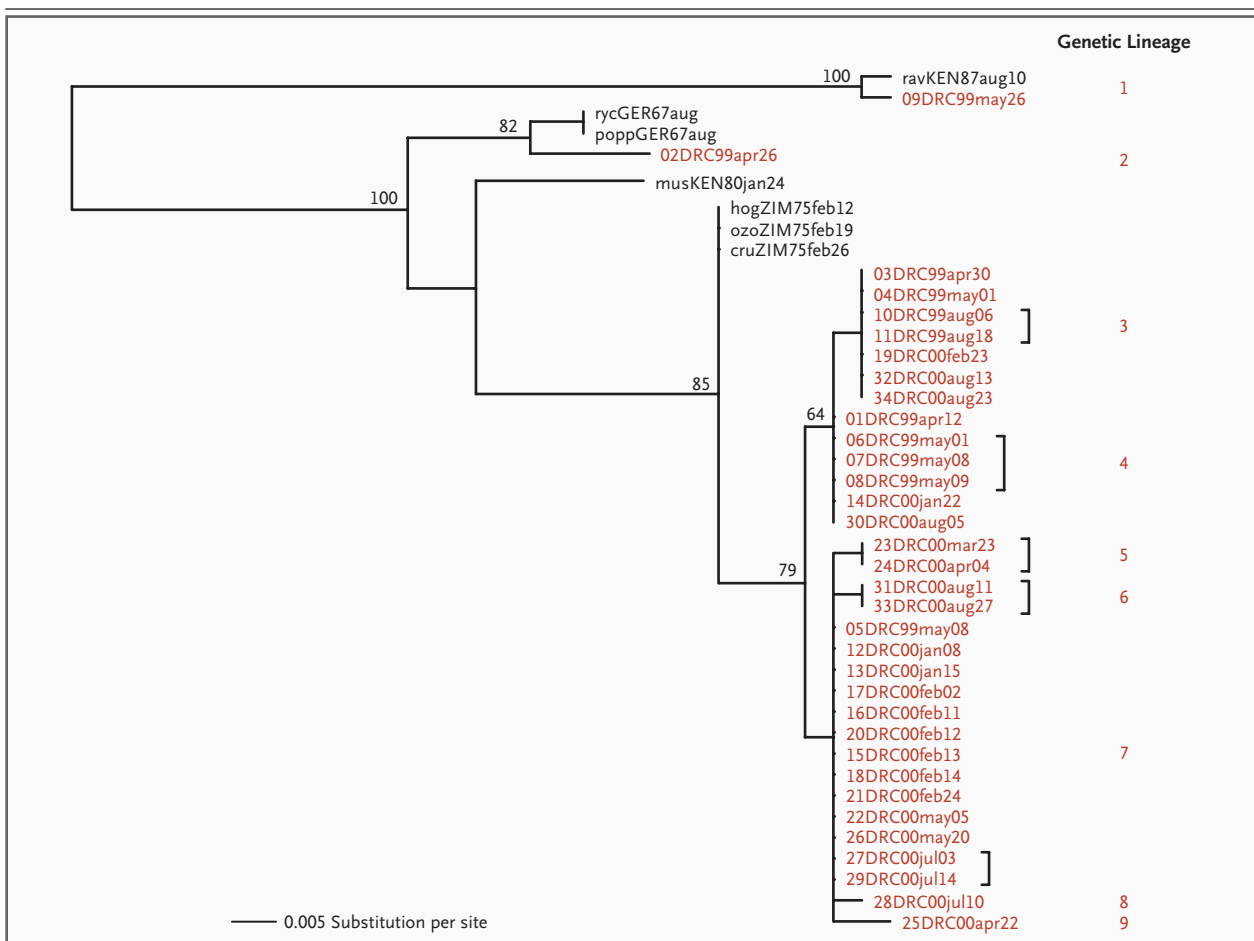 Genetic Lineage
100
ravKEN87aug10
1
09DRC99may26
rycGER67aug
82
poppGER67aug
02DRC99apr26
2
musKEN80jan24
100
hogZIM75feb12
ozoZIM75feb19
cruZIM75feb26
03DRC99apr30
04DRC99may01
10DRC99aug06
3
11DRC99aug18
19DRC00feb23
32DRC00aug13
85
34DRC00aug23
64
01DRC99apr12
06DRC99may01
07DRC99may08
4
08DRC99may09
14DRC00jan22
30DRC00aug05
23DRC00mar23
5
24DRC00apr04
79
31DRC00aug11
6
33DRC00aug27
05DRC99may08
12DRC00jan08
13DRC00jan15
17DRC00feb02
16DRC00feb11
20DRC00feb12
15DRC00feb13
7
18DRC00feb14
21DRC00feb24
22DRC00may05
26DRC00may20
27DRC00jul03
29DRC00jul14
28DRC00jul10
8
25DRC00apr22
9
0.005 Substitution per site